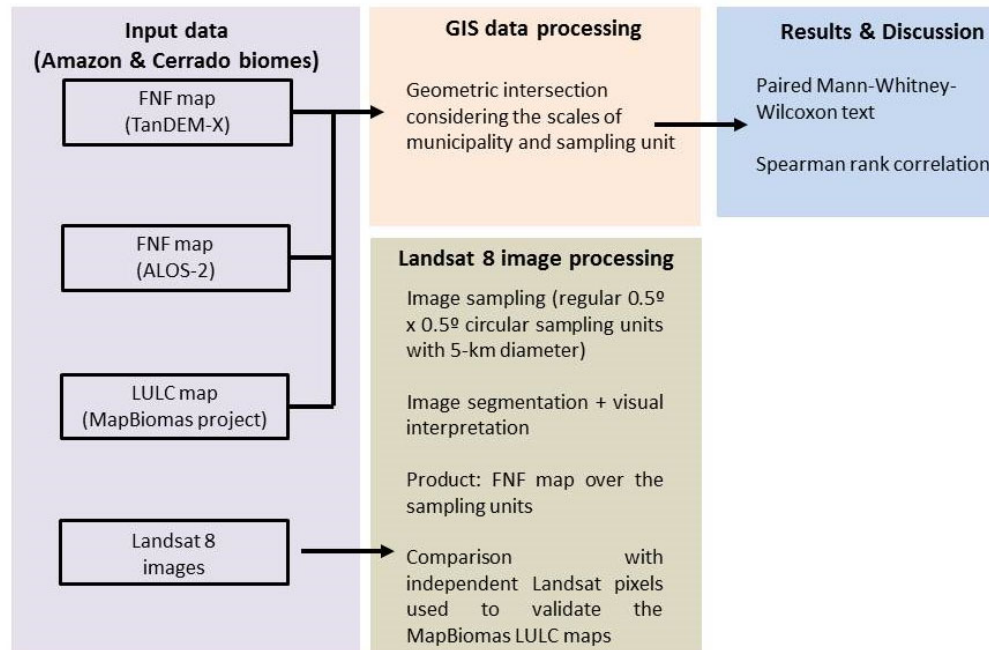 Input data
(Amazon & Cerrado biomes)
FNF map
(TanDEM-X)
FNF map
(ALOS-2)
LULC map
(MapBiomas project)
Landsat 8
images
GIS data processing
Geometric intersection
considering the scales of
municipality and sampling unit
Landsat 8 image processing
Image sampling (regular 0.5º
x 0.5º circular sampling units
with 5-km diameter)
Image segmentation + visual
interpretation
Product: FNF map over the
sampling units
Comparison with
independent Landsat pixels
used to validate the
MapBiomas LULC maps
Results & Discussion
Paired Mann-Whitney-
Wilcoxon text
Spearman rank correlation